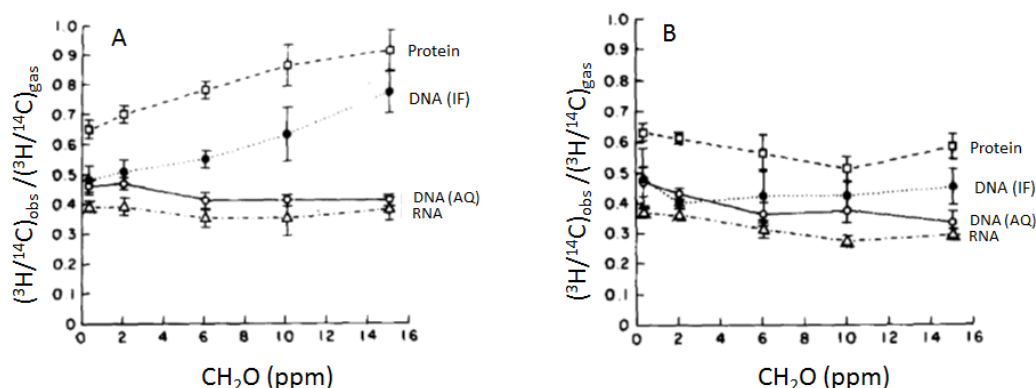 A
(³H/¹⁴C)obs /(³H/¹⁴C)gas
1.0
0.9
0.8
0.7
0.6
0.5
0.4
0.3
0.2
0.1
0
0 2 4 6 8 10 12 14 16
CH₂O (ppm)
Protein
DNA (IF)
DNA (AQ)
RNA
B
(³H/¹⁴C)obs /(³H/¹⁴C)gas
1.0
0.9
0.8
0.7
0.6
0.5
0.4
0.3
0.2
0.1
0
0 2 4 6 8 10 12 14 16
CH₂O (ppm)
Protein
DNA (IF)
DNA (AQ)
RNA